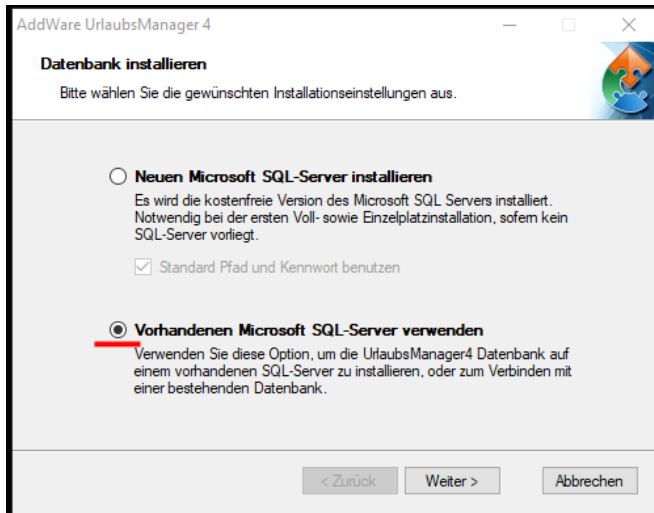 AddWare UrlaubsManager 4
Datenbank installieren
Bitte wählen Sie die gewünschten Installationseinstellungen aus.
Neuen Microsoft SQL-Server installieren
Es wird die kostenfreie Version des Microsoft SQL Servers installiert.
Notwendig bei der ersten Voll- sowie Einzelplatzinstallation, sofern kein
SQL-Server vorliegt.
Standard Pfad und Kennwort benutzen
Vorhandenen Microsoft SQL-Server verwenden
Verwenden Sie diese Option, um die UrlaubsManager4 Datenbank auf
einem vorhandenen SQL-Server zu installieren, oder zum Verbinden mit
einer bestehenden Datenbank.
< Zurück Weiter > Abbrechen